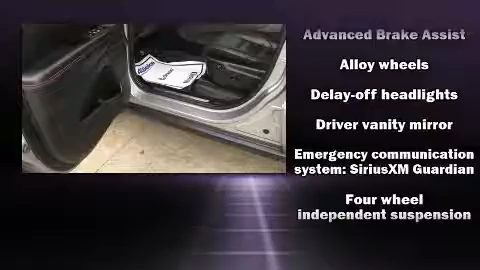 Advanced Brake Assist
Alloy wheels
Delay-off headlights
Driver vanity mirror
Emergency communication
system: SiriusXM Guardian
Four wheel
independent suspension